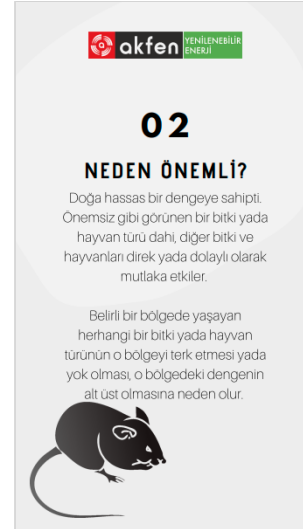 akfen YENİLENEBİLİR
ENERJİ
02
NEDEN ÖNEMLİ?
Doğa hassas bir dengeye sahipti.
Önemsiz gibi görünen bir bitki yada
hayvan türü dahi, diğer bitki ve
hayvanları direk yada dolaylı olarak
mutlaka etkiler.
Belirli bir bölgede yaşayan
herhangi bir bitki yada hayvan
türünün o bölgeyi terk etmesi yada
yok olması, o bölgedeki dengenin
alt üst olmasına neden olur.